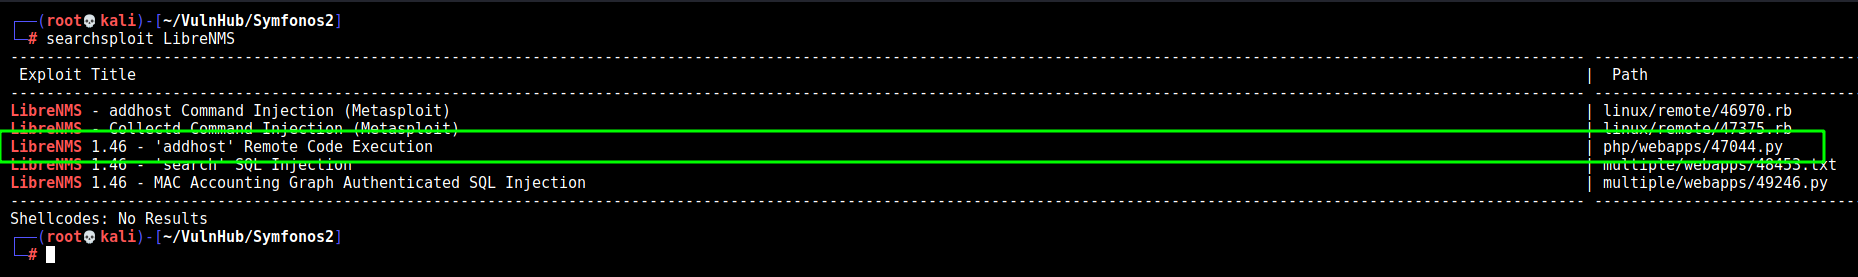 ┌──(root💀kali)-[~/VulnHub/Symfonos2]
└─# searchsploit LibreNMS
---------------------------------------------------------------- ----------------
 Exploit Title | Path
---------------------------------------------------------------- ----------------
LibreNMS - addhost Command Injection (Metasploit) | linux/remote/46970.rb
LibreNMS - Collectd Command Injection (Metasploit) | linux/remote/47375.rb
LibreNMS 1.46 - 'addhost' Remote Code Execution | php/webapps/47044.py
LibreNMS 1.46 - 'search' SQL Injection | multiple/webapps/48453.txt
LibreNMS 1.46 - MAC Accounting Graph Authenticated SQL Injection | multiple/webapps/49246.py
---------------------------------------------------------------- ----------------
Shellcodes: No Results
┌──(root💀kali)-[~/VulnHub/Symfonos2]
└─#